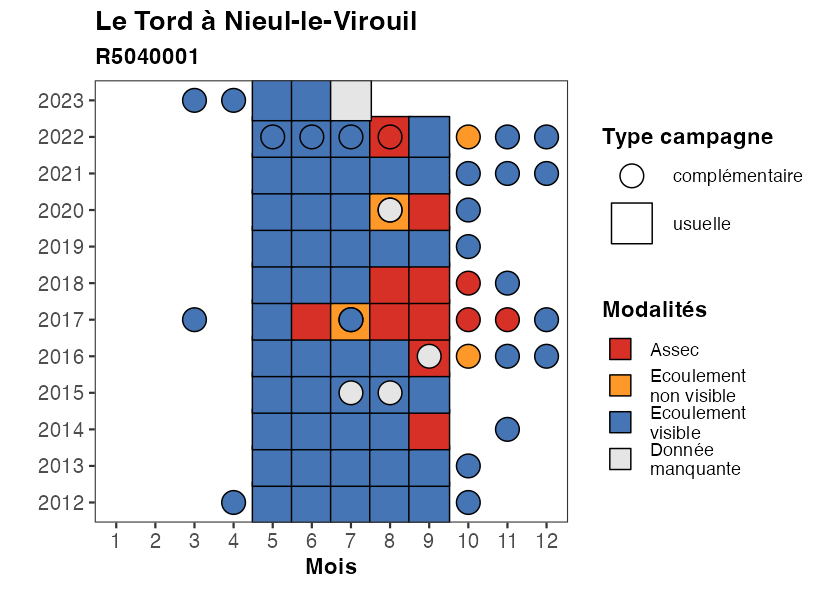 Le Tord à Nieul-le-Virouil
R5040001
2023
2022
2021
2020
2019
2018
2017
2016
2015
2014
2013
2012
1 2 3 4 5 6 7 8 9 10 11 12
Mois
Type campagne
complémentaire
usuelle
Modalités
Assec
Ecoulement
non visible
Ecoulement
visible
Donnée
manquante